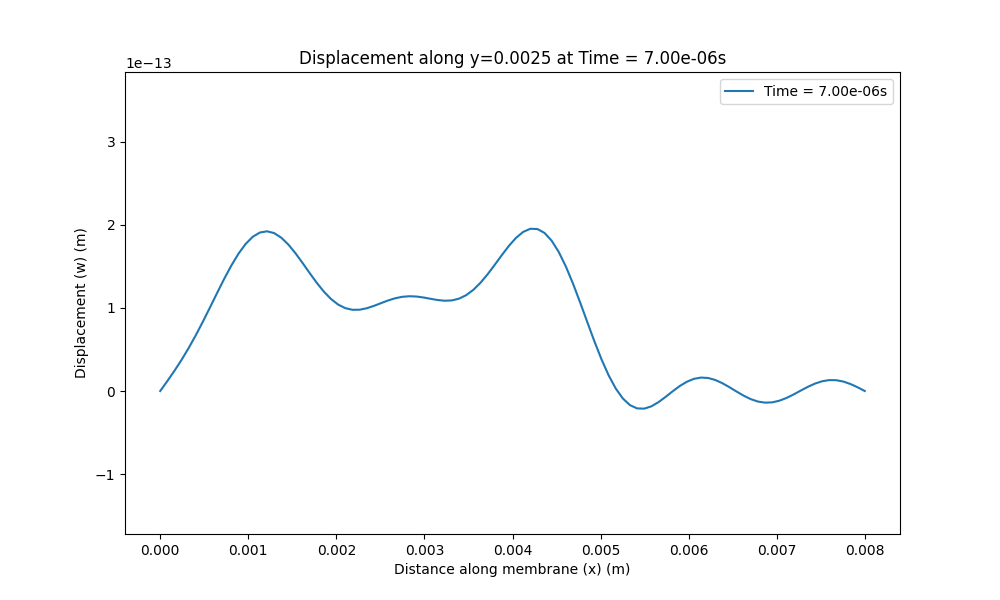 Displacement along y=0.0025 at Time = 7.00e-06s
1e−13
Time = 7.00e-06s
3
2
1
0
−1
Displacement (w) (m)
0.000 0.001 0.002 0.003 0.004 0.005 0.006 0.007 0.008
Distance along membrane (x) (m)